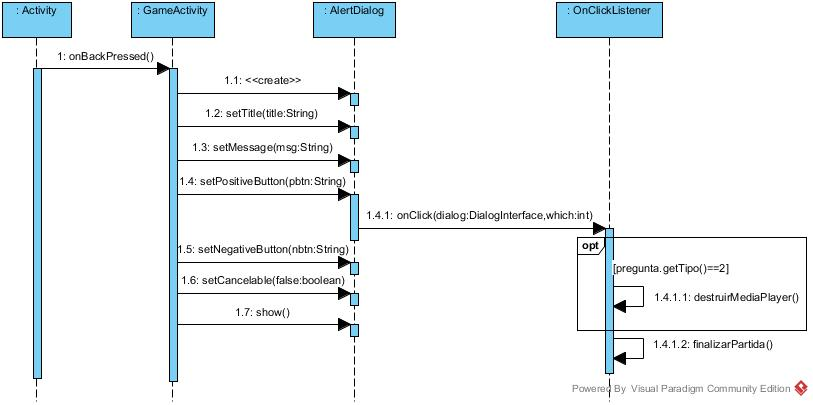 : Activity
: GameActivity
: AlertDialog
: OnClickListener
1: onBackPressed()
1.1: <<create>>
1.2: setTitle(title:String)
1.3: setMessage(msg:String)
1.4: setPositiveButton(pbtn:String)
1.4.1: onClick(dialog:DialogInterface,which:int)
opt
1.5: setNegativeButton(nbtn:String)
[pregunta.getTipo()==2]
1.6: setCancelable(false:boolean)
1.4.1.1: destruirMediaPlayer()
1.7: show()
1.4.1.2: finalizarPartida()
Powered By Visual Paradigm Community Edition